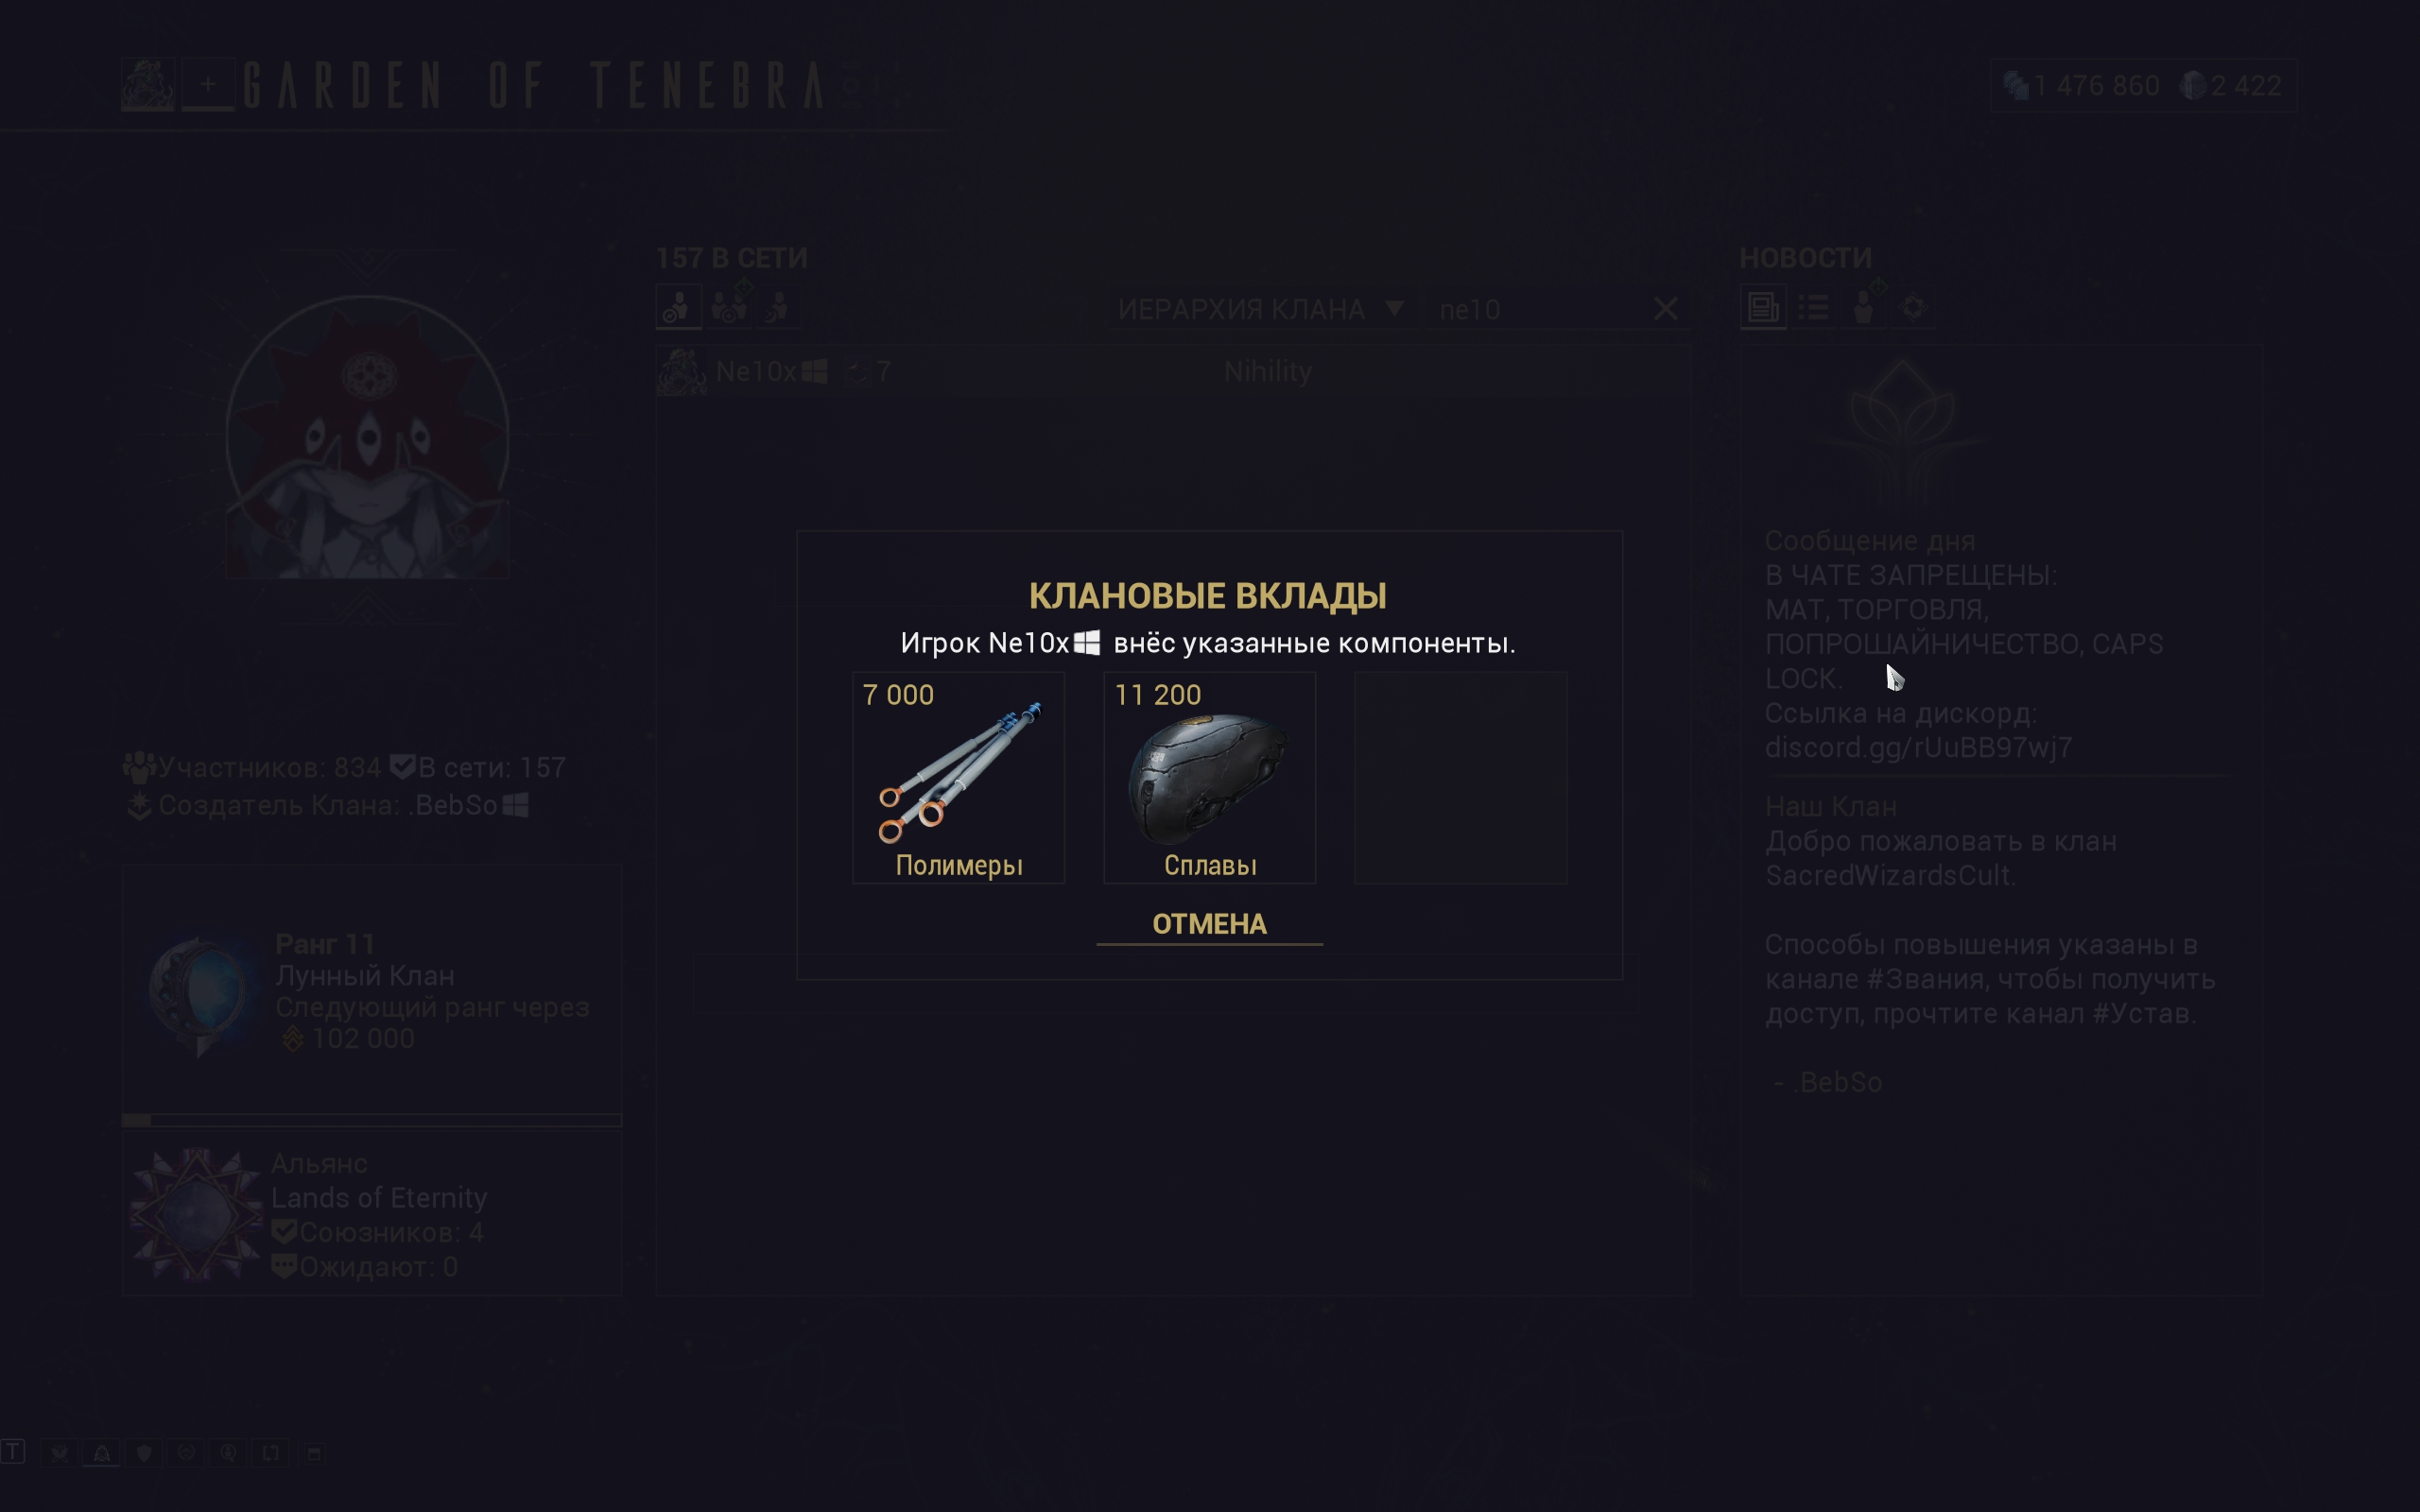 GARDEN OF TENEBRA
1 476 860 2 422
157 В СЕТИ
ИЕРАРХИЯ КЛАНА ne10
Ne10x 7 Nihility
НОВОСТИ
Сообщение дня
В ЧАТЕ ЗАПРЕЩЕНЫ:
МАТ, ТОРГОВЛЯ,
ПОПРОШАЙНИЧЕСТВО, CAPS
LOCK.
Ссылка на дискорд:
discord.gg/rUuBB97wj7
Наш Клан
Добро пожаловать в клан
SacredWizardsCult.
Способы повышения указаны в
канале #Звания, чтобы получить
доступ, прочтите канал #Устав.
- .BebSo
КЛАНОВЫЕ ВКЛАДЫ
Игрок Ne10x внёс указанные компоненты.
7 000
Полимеры
11 200
Сплавы
ОТМЕНА
Участников: 834 В сети: 157
Создатель Клана: .BebSo
Ранг 11
Лунный Клан
Следующий ранг через
102 000
Альянс
Lands of Eternity
Союзников: 4
Ожидают: 0
T